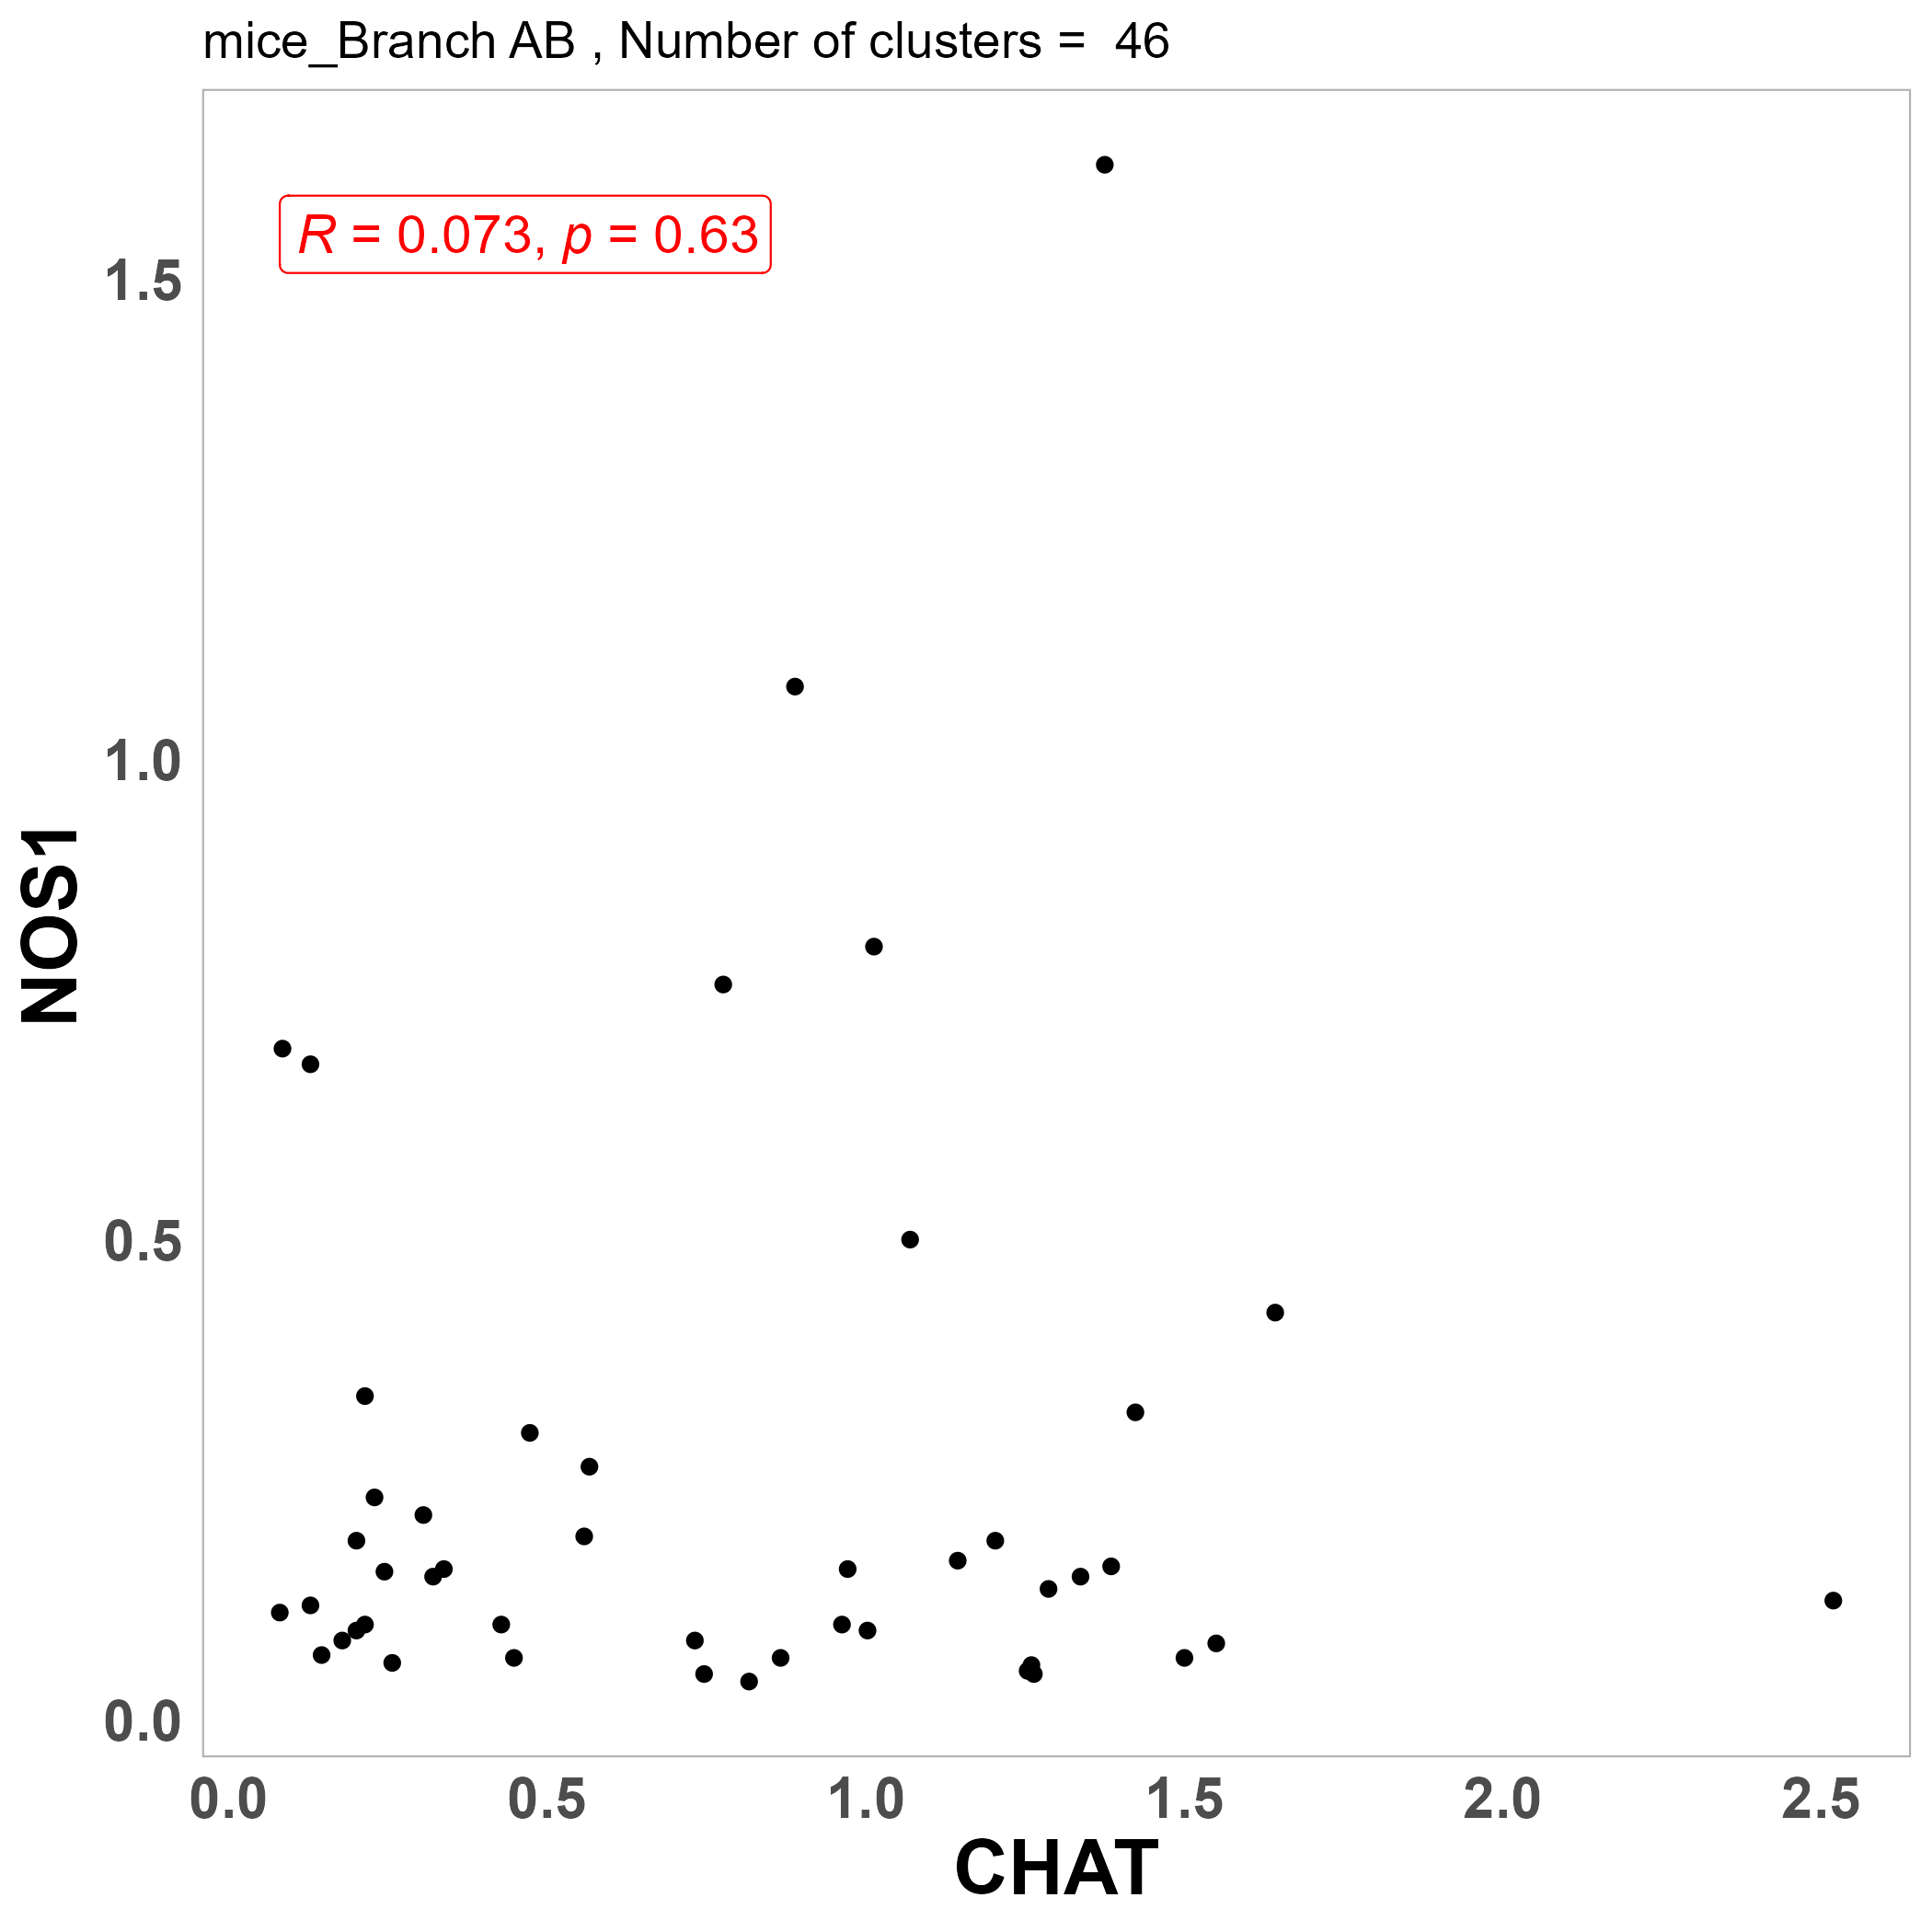 mice_Branch AB , Number of clusters =  46
R = 0.073, p = 0.63
1.5
1.0
0.5
0.0
NOS1
0.0 0.5 1.0 1.5 2.0 2.5
CHAT